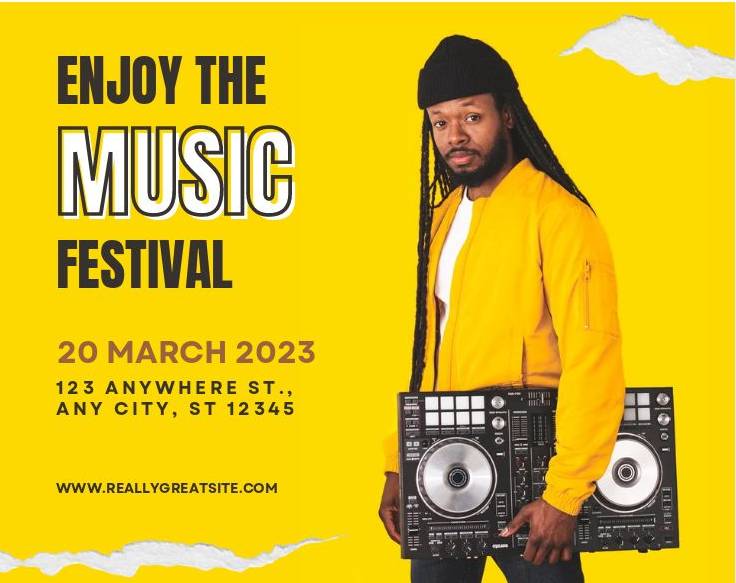 ENJOY THE
MUSIC
FESTIVAL
20 MARCH 2023
123 ANYWHERE ST.,
ANY CITY, ST 12345
WWW.REALLYGREATSITE.COM